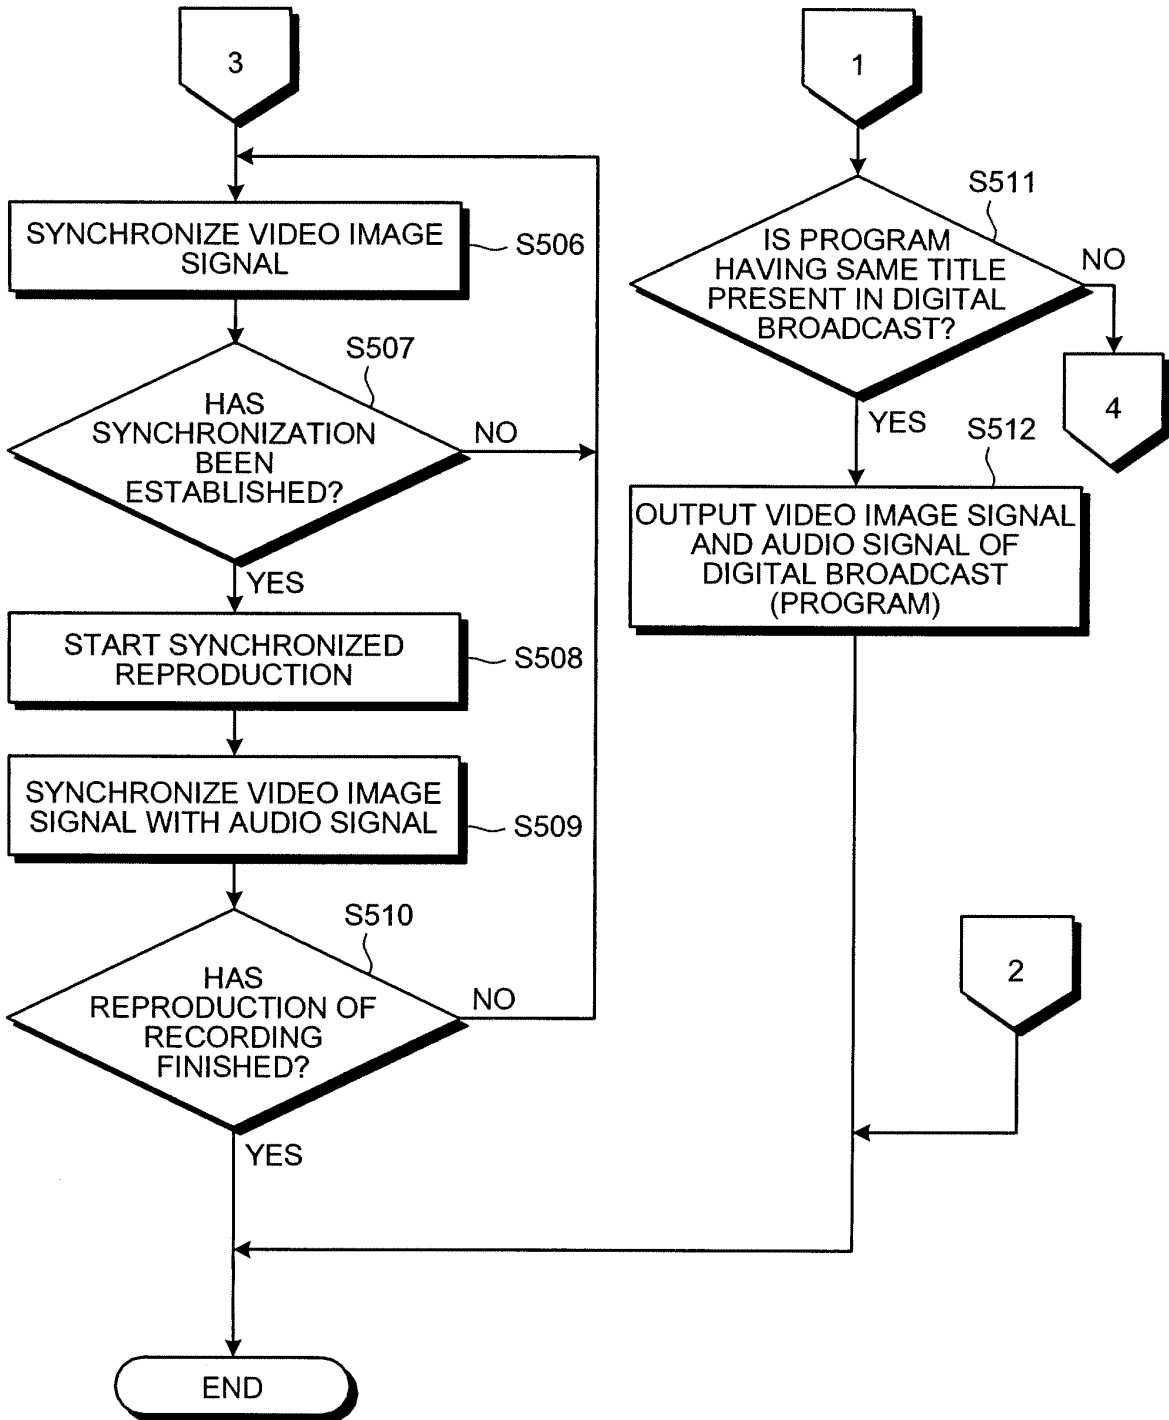 3
SYNCHRONIZE VIDEO IMAGE
SIGNAL
S506
S507
HAS
SYNCHRONIZATION
BEEN
ESTABLISHED?
NO
YES
START SYNCHRONIZED
REPRODUCTION
S508
SYNCHRONIZE VIDEO IMAGE
SIGNAL WITH AUDIO SIGNAL
S509
S510
HAS
REPRODUCTION OF
RECORDING
FINISHED?
NO
YES
END
1
S511
IS PROGRAM
HAVING SAME TITLE
PRESENT IN DIGITAL
BROADCAST?
NO
4
YES
S512
OUTPUT VIDEO IMAGE SIGNAL
AND AUDIO SIGNAL OF
DIGITAL BROADCAST
(PROGRAM)
2